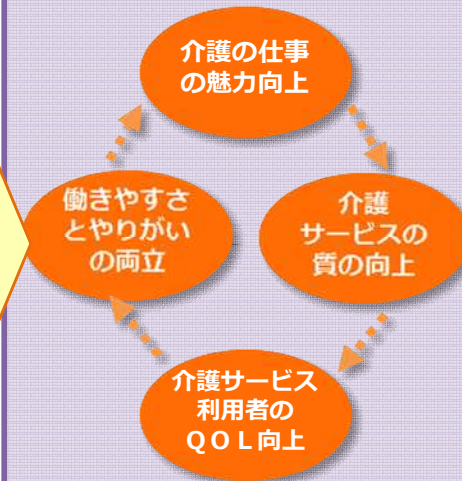 介護の仕事
の魅力向上
働きやすさ
とやりがい
の両立
介護
サービスの
質の向上
介護サービス
利用者の
ＱＯＬ向上